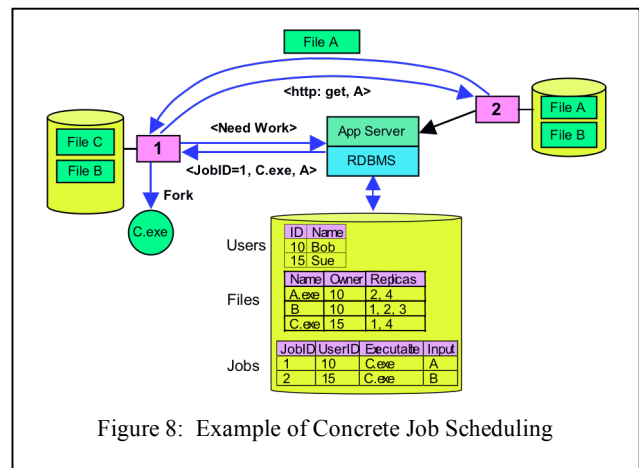 File A
<http: get, A>
2
File A
File B
<Need Work>
App Server
RDBMS
File C
File B
1
<JobID=1, C.exe, A>
Fork
C.exe
Users
ID Name
10 Bob
15 Sue
Files
Name Owner Replicas
A.exe 10 2, 4
B 10 1, 2, 3
C.exe 15 1, 4
Jobs
JobID UserID Executalte Input
1 10 C.exe A
2 15 C.exe B
Figure 8: Example of Concrete Job Scheduling